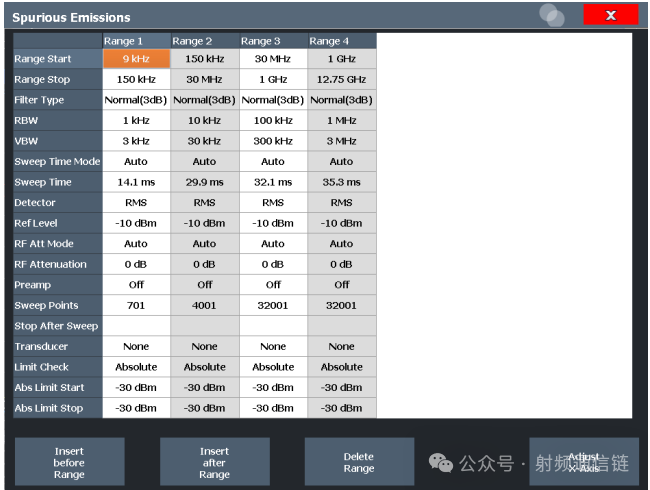 Spurious Emissions
X
Range 1 Range 2 Range 3 Range 4
Range Start 9 kHz 150 kHz 30 MHz 1 GHz
Range Stop 150 kHz 30 MHz 1 GHz 12.75 GHz
Filter Type Normal(3dB) Normal(3dB) Normal(3dB) Normal(3dB)
RBW 1 kHz 10 kHz 100 kHz 1 MHz
VBW 3 kHz 30 kHz 300 kHz 3 MHz
Sweep Time Mode Auto Auto Auto Auto
Sweep Time 14.1 ms 29.9 ms 32.1 ms 35.3 ms
Detector RMS RMS RMS RMS
Ref Level -10 dBm -10 dBm -10 dBm -10 dBm
RF Att Mode Auto Auto Auto Auto
RF Attenuation 0 dB 0 dB 0 dB 0 dB
Preamp Off Off Off Off
Sweep Points 701 4001 32001 32001
Stop After Sweep
Transducer None None None None
Limit Check Absolute Absolute Absolute Absolute
Abs Limit Start -30 dBm -30 dBm -30 dBm -30 dBm
Abs Limit Stop -30 dBm -30 dBm -30 dBm -30 dBm
Insert before Range
Insert after Range
Delete Range
Adjust X-Axis
公众号 · 射频通信链